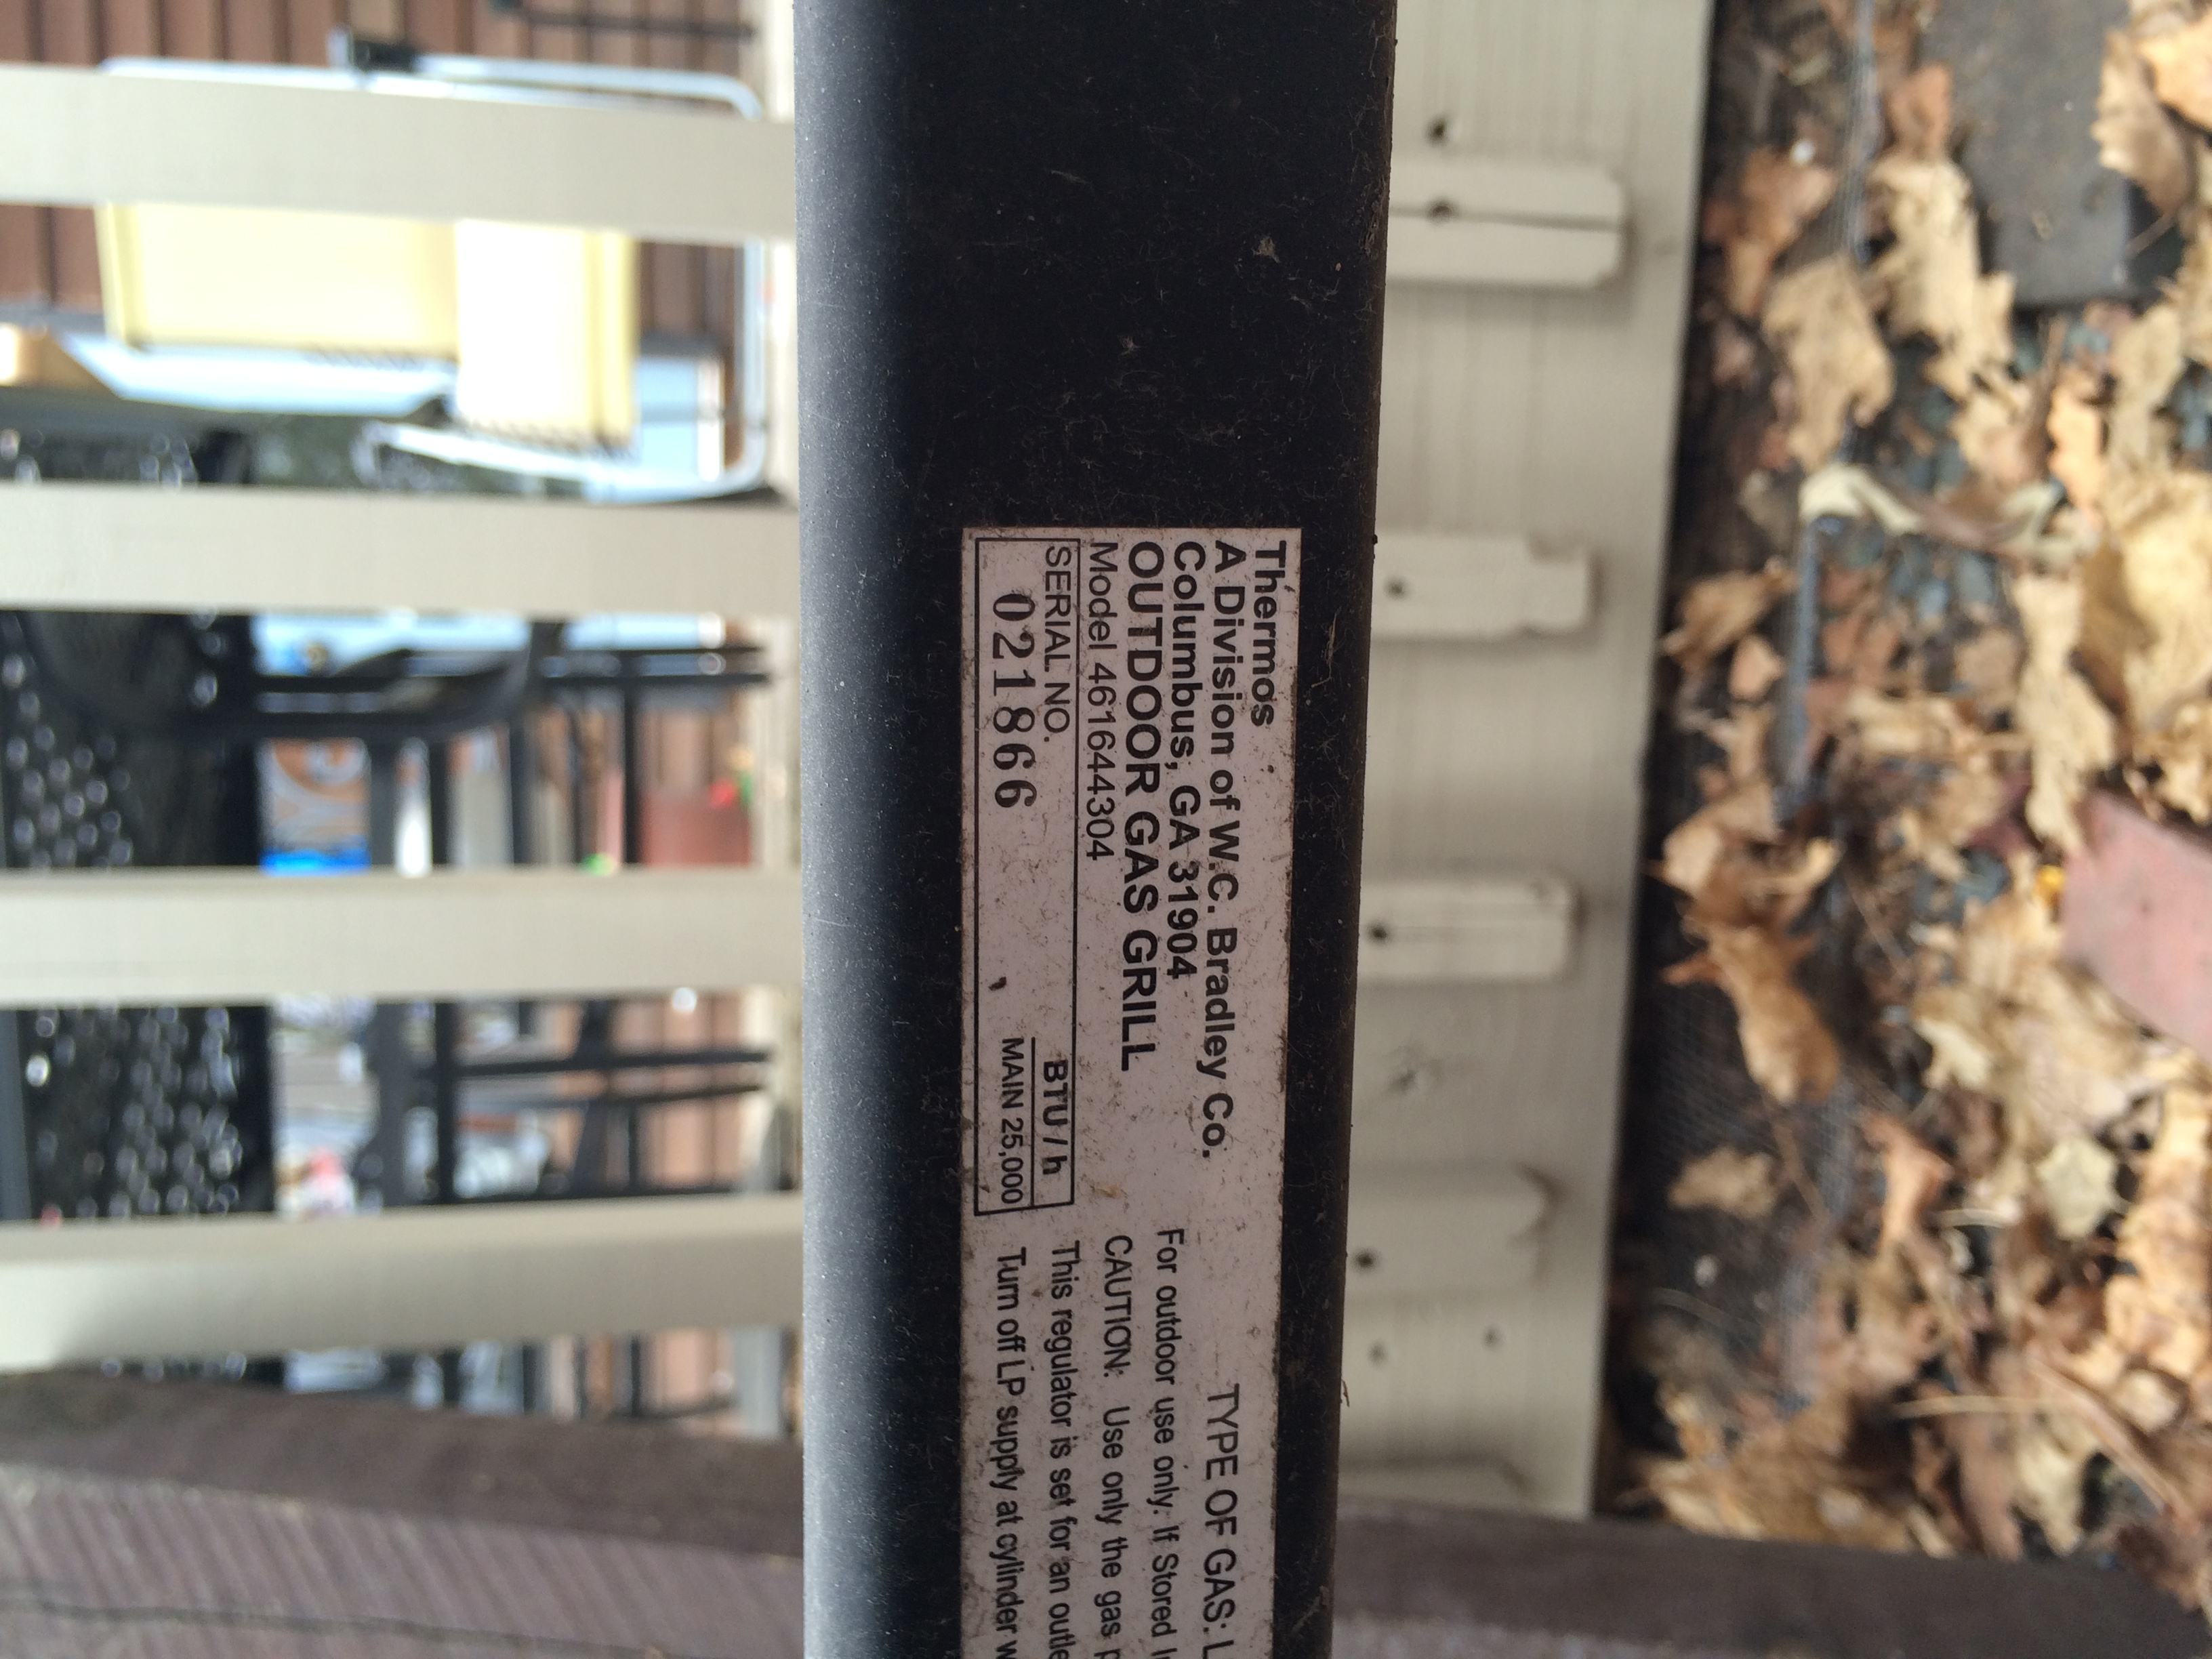 Thermos
A Division of W.C. Bradley Co.
Columbus, GA 31904
OUTDOOR GAS GRILL
Model 461644304
SERIAL NO.
021866
BTU / h
MAIN 25,000
TYPE OF GAS: L
For outdoor use only. If Stored
CAUTION: Use only the gas
This regulator is set for an outle
Turn off LP supply at cylinder w